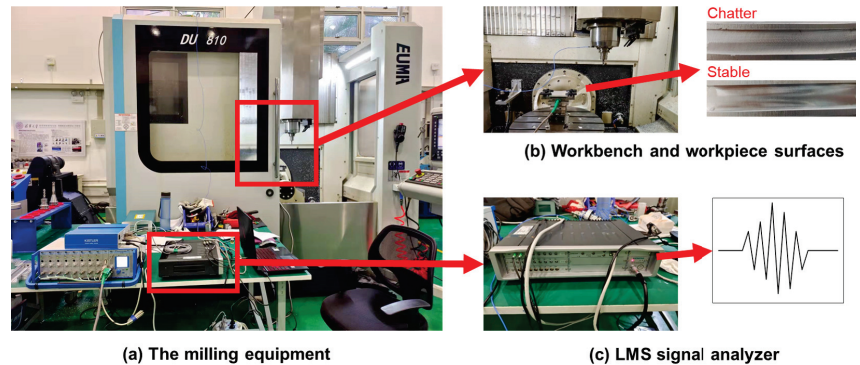 DU 810
EUMA
Chatter
Stable
(b) Workbench and workpiece surfaces
(a) The milling equipment
(c) LMS signal analyzer